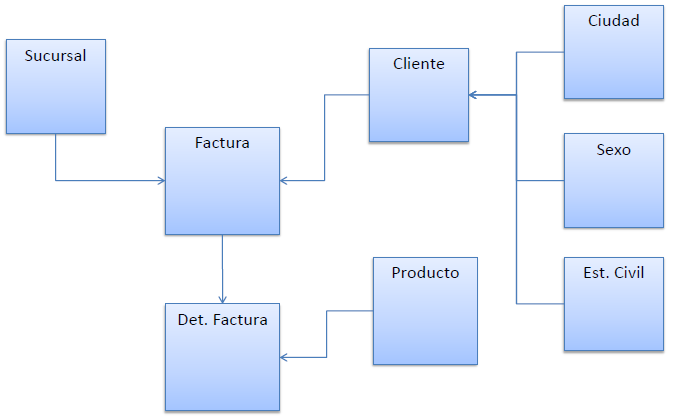 Sucursal
Cliente
Ciudad
Factura
Sexo
Producto
Est. Civil
Det. Factura